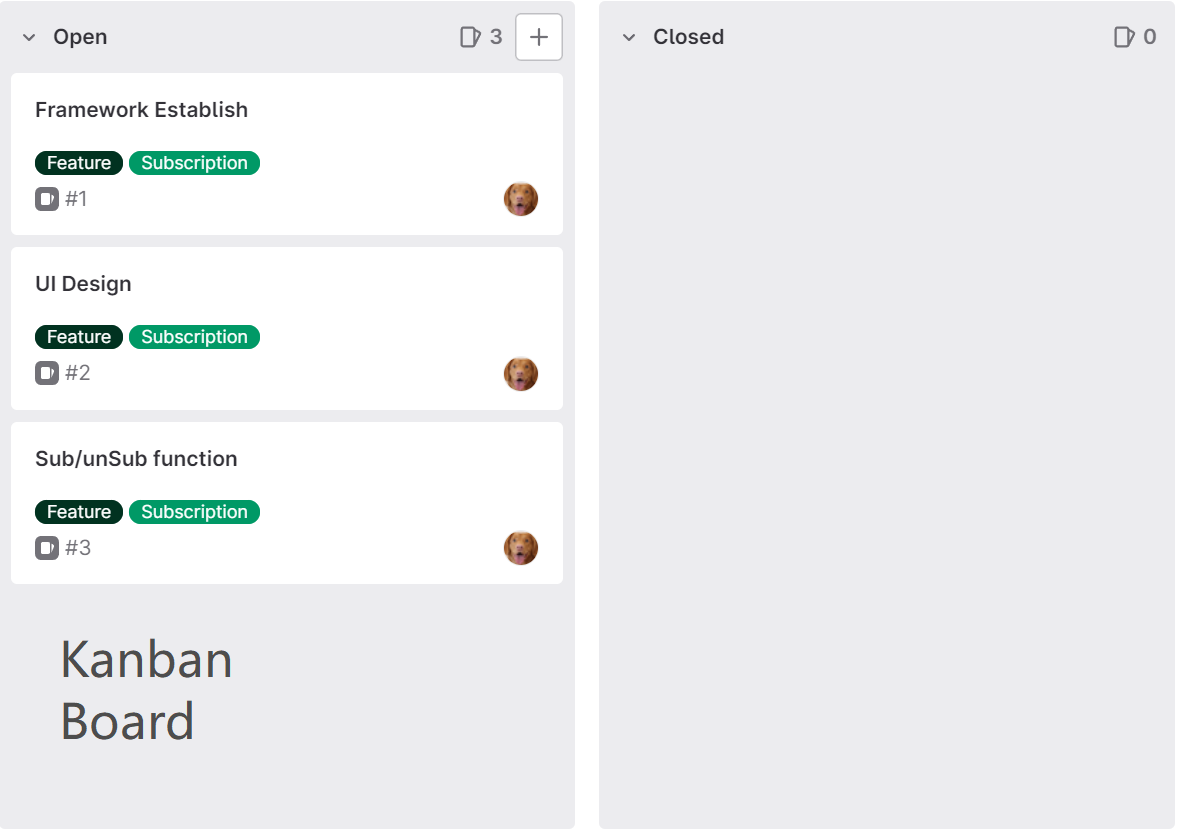 Open 3
Framework Establish
Feature Subscription
#1
UI Design
Feature Subscription
#2
Sub/unSub function
Feature Subscription
#3
Kanban
Board
Closed 0